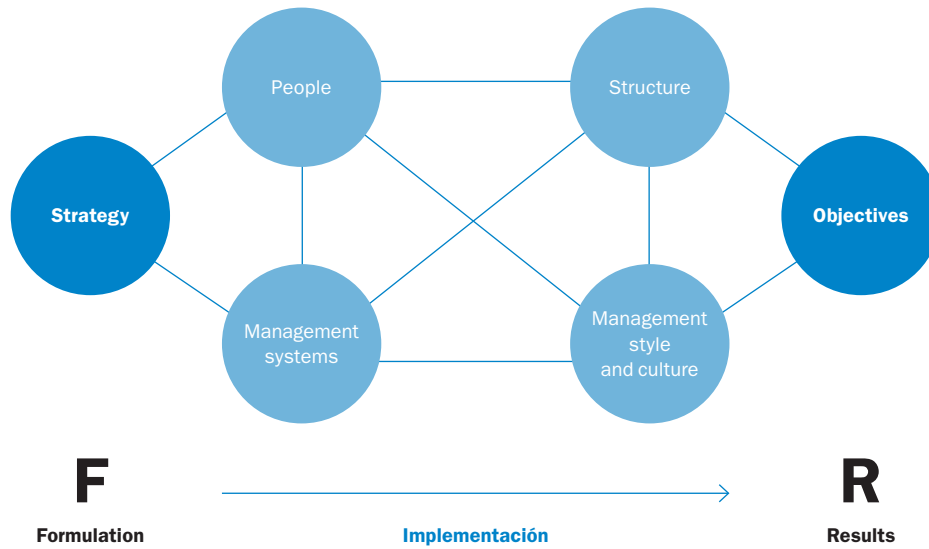 People
Structure
Strategy
Objectives
Management
systems
Management
style
and culture
F
R
Formulation
Implementación
Results